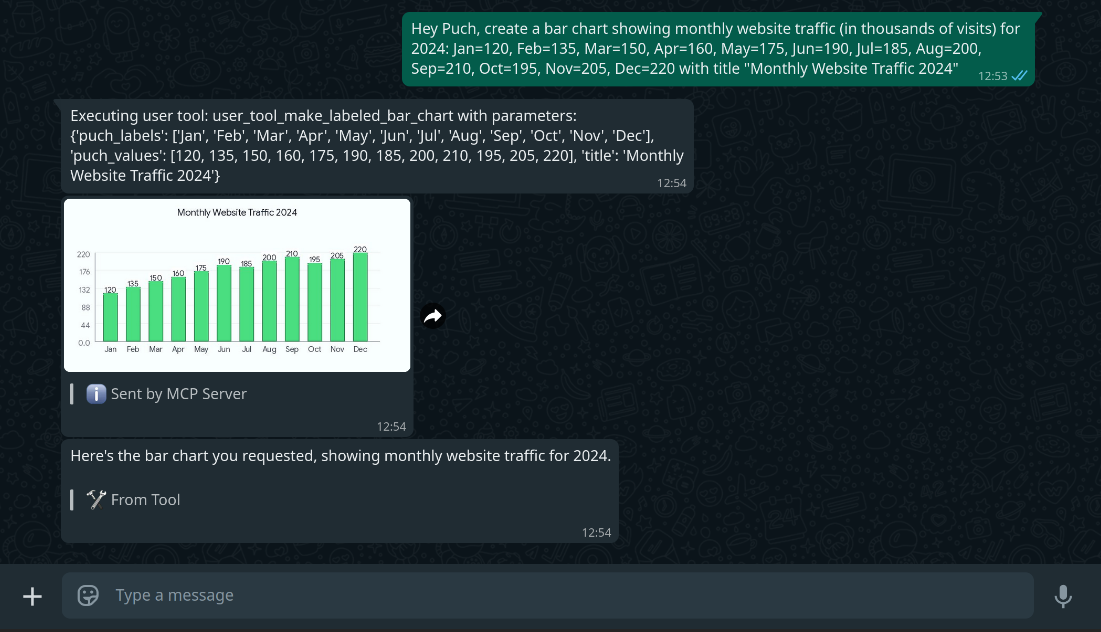 Hey Puch, create a bar chart showing monthly website traffic (in thousands of visits) for
2024: Jan=120, Feb=135, Mar=150, Apr=160, May=175, Jun=190, Jul=185, Aug=200,
Sep=210, Oct=195, Nov=205, Dec=220 with title "Monthly Website Traffic 2024"
12:53
Executing user tool: user_tool_make_labeled_bar_chart with parameters:
{'puch_labels': ['Jan', 'Feb', 'Mar', 'Apr', 'May', 'Jun', 'Jul', 'Aug', 'Sep', 'Oct', 'Nov', 'Dec'],
'puch_values': [120, 135, 150, 160, 175, 190, 185, 200, 210, 195, 205, 220], 'title': 'Monthly
Website Traffic 2024'}
12:54
Monthly Website Traffic 2024
220
176
132
88
44
0.0
120 135 150 160 175 190 185 200 210 195 205 220
Jan Feb Mar Apr May Jun Jul Aug Sep Oct Nov Dec
Sent by MCP Server
12:54
Here's the bar chart you requested, showing monthly website traffic for 2024.
From Tool
12:54
Type a message